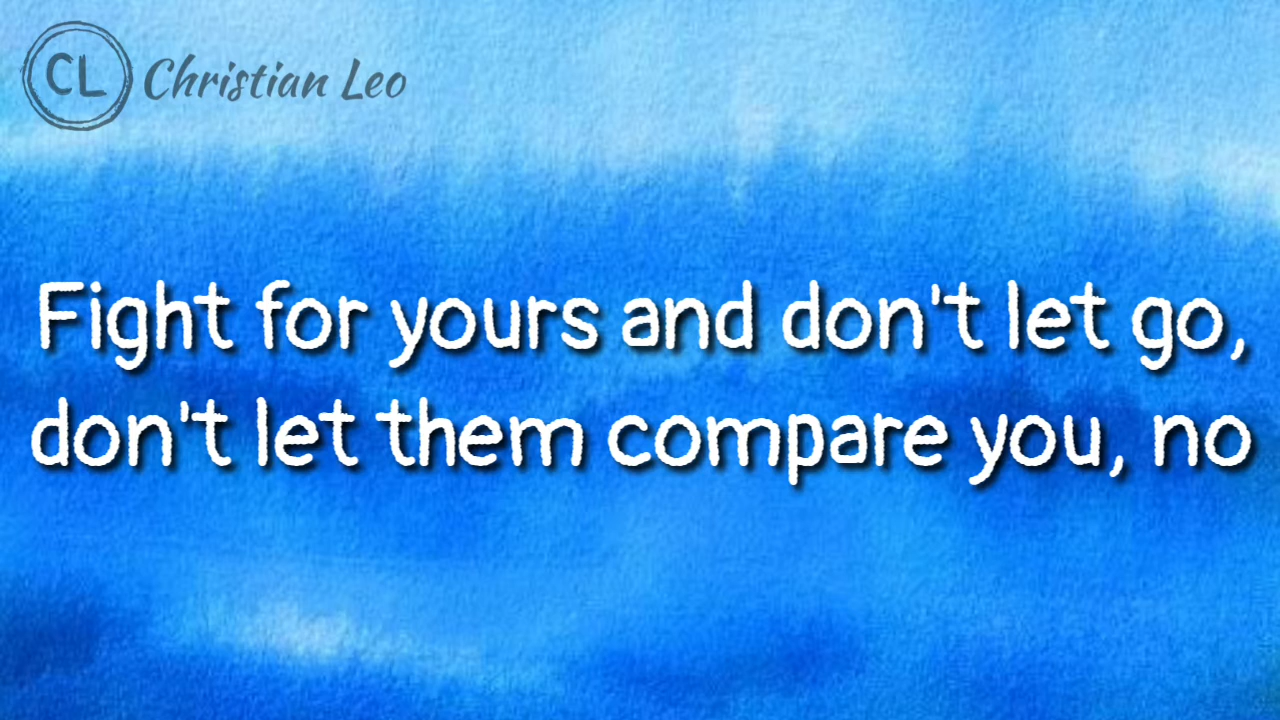 CL Christian Leo
Fight for yours and don't let go,
don't let them compare you, no